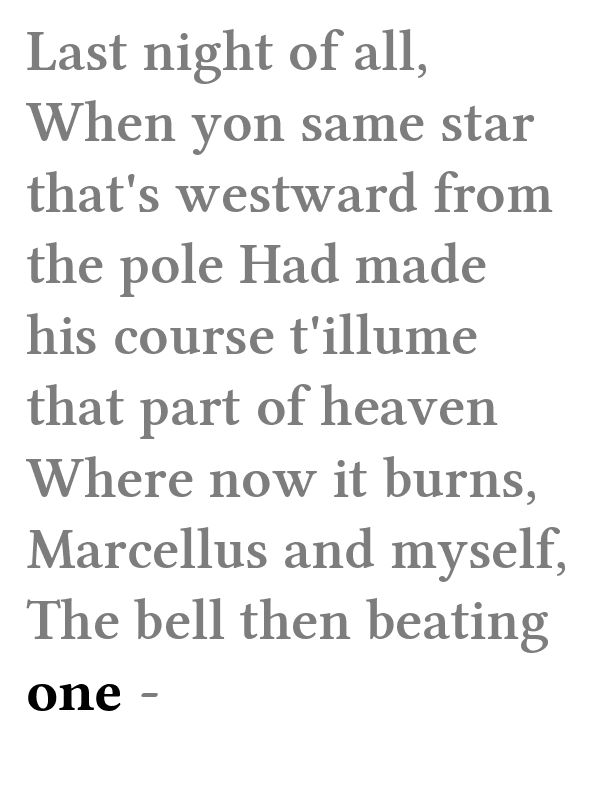 Last night of all,
When yon same star
that's westward from
the pole Had made
his course t'illume
that part of heaven
Where now it burns,
Marcellus and myself,
The bell then beating
one -